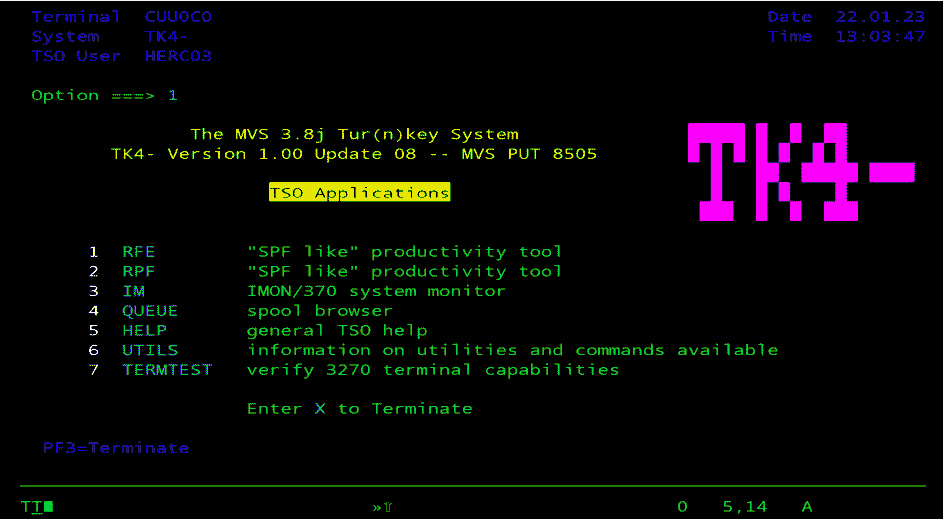 Terminal CUU0C0 Date 22.01.23
System TK4- Time 13:03:47
TSO User HERC03
Option ===> 1
The MVS 3.8j Tur(n)key System
TK4- Version 1.00 Update 08 -- MVS PUT 8505
TK4-
TSO Applications
1 RFE "SPF like" productivity tool
2 RPF "SPF like" productivity tool
3 IM IMON/370 system monitor
4 QUEUE spool browser
5 HELP general TSO help
6 UTILS information on utilities and commands available
7 TERMTEST verify 3270 terminal capabilities
Enter X to Terminate
PF3=Terminate
TT■ »⇧ O 5,14 A